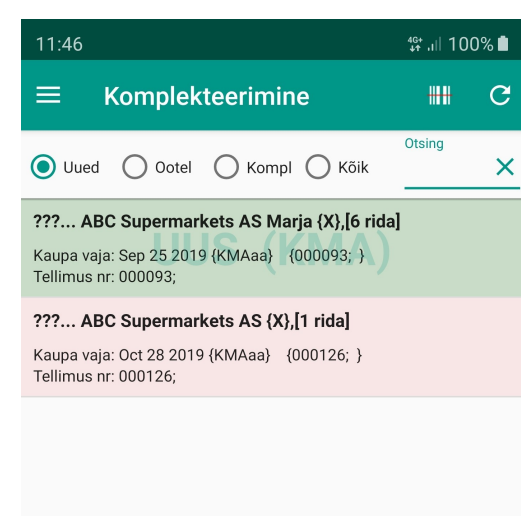 11:46 4G+ 100%
Komplekteerimine
Otsing
Uued Ootel Kompl Kõik
???... ABC Supermarkets AS Marja {X},[6 rida]
UUS (KMA)
Kaupa vaja: Sep 25 2019 {KMAaa} {000093; }
Tellimus nr: 000093;
???... ABC Supermarkets AS {X},[1 rida]
Kaupa vaja: Oct 28 2019 {KMAaa} {000126; }
Tellimus nr: 000126;